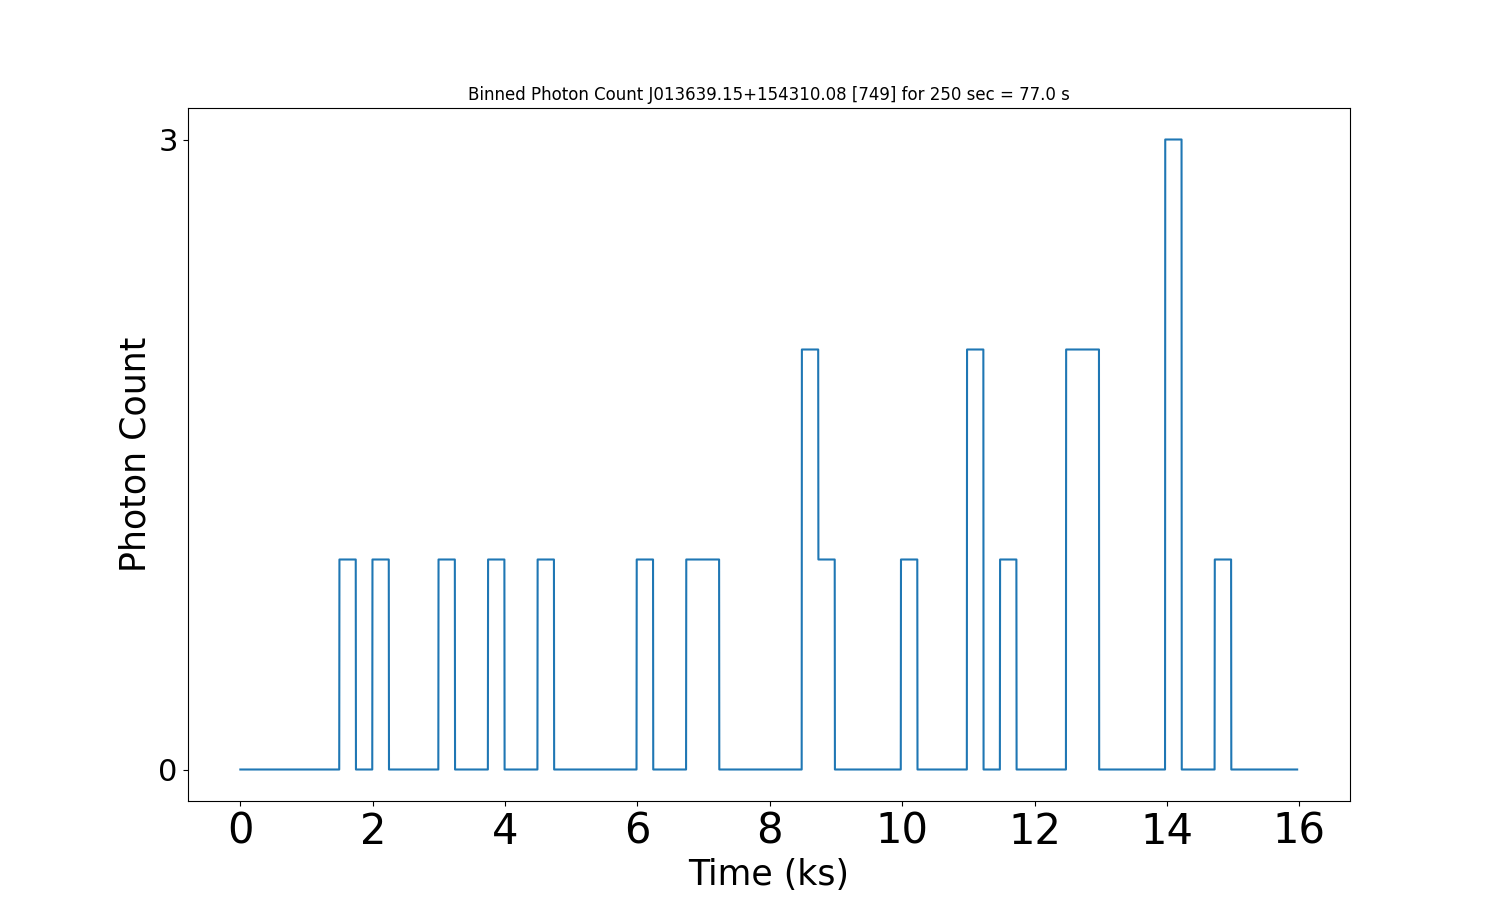 Binned Photon Count J013639.15+154310.08 [749] for 250 sec = 77.0 s
3
0
Photon Count
0 2 4 6 8 10 12 14 16
Time (ks)